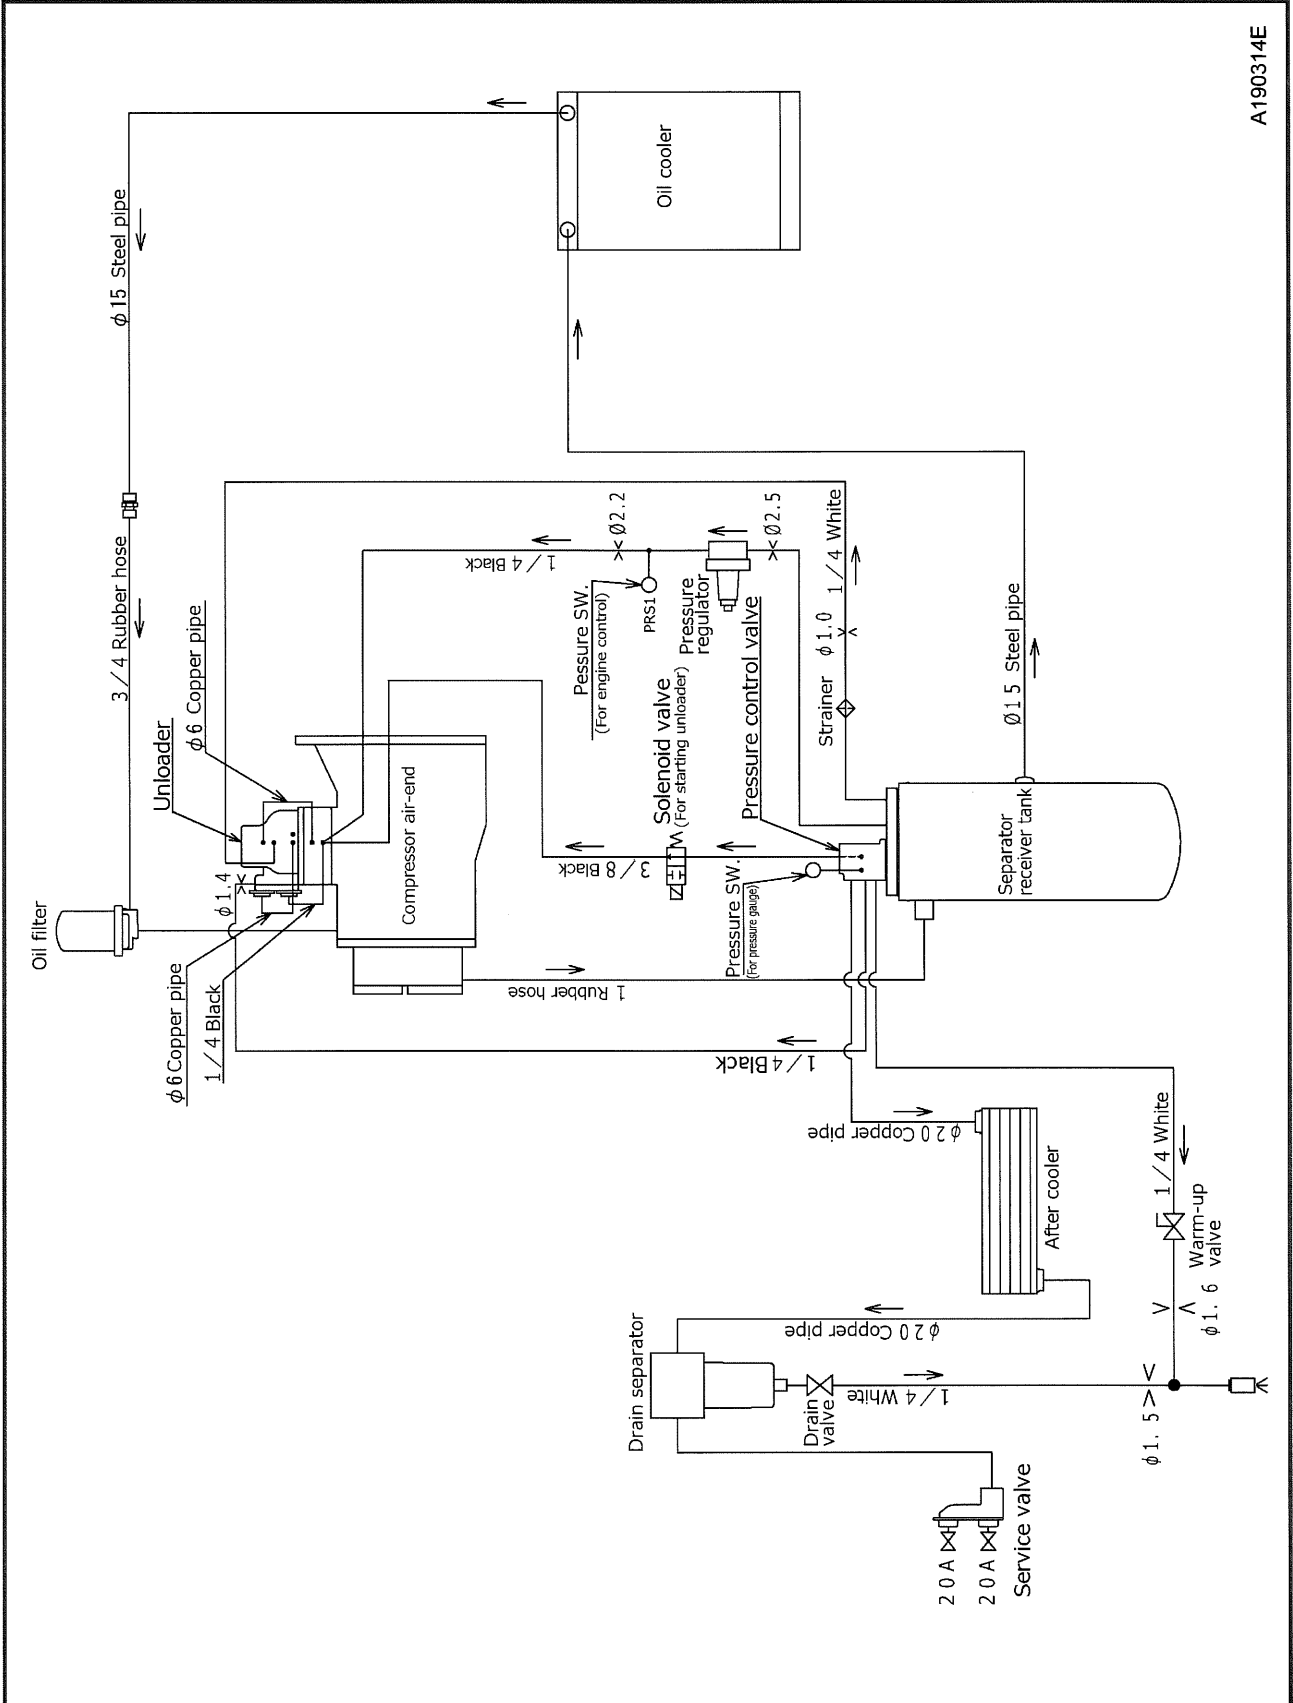 A190314E
Oil cooler
ϕ15 Steel pipe
3/4 Rubber hose
Oil filter
Unloader
ϕ6 Copper pipe
ϕ1.4
ϕ6 Copper pipe
1/4 Black
Compressor air-end
1 Rubber hose
1/4 Black
Ø2.2
Pessure SW.
(For engine control)
PRS1
Pressure
regulator
Ø2.5
Solenoid valve
(For starting unloader)
3/8 Black
Pressure control valve
Pressure SW.
(For pressure gauge)
Strainer
ϕ1.0
1/4 White
Separator
receiver tank
Ø15 Steel pipe
1/4 Black
ϕ20 Copper pipe
After cooler
1/4 White
Warm-up
valve
ϕ1.6
ϕ20 Copper pipe
Drain separator
Drain
valve
1/4 White
ϕ1.5
20A
20A
Service valve